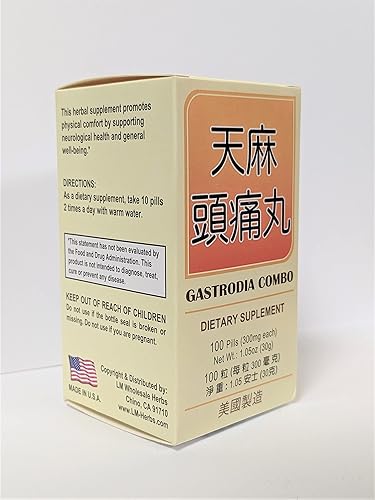 This herbal supplement promotes
physical comfort by supporting
neurological health and general
well-being.*
DIRECTIONS:
As a dietary supplement, take 10 pills
2 times a day with warm water.
*This statement has not been evaluated by
the Food and Drug Administration. This
product is not intended to diagnose, treat,
cure or prevent any disease.
KEEP OUT OF REACH OF CHILDREN
Do not use if the bottle seal is broken or
missing. Do not use if you are pregnant.
MADE IN U.S.A.
Copyright & Distributed by:
LM Wholesale Herbs
Chino, CA 91710
www.LM-Herbs.com
天麻
頭痛丸
GASTRODIA COMBO
DIETARY SUPLEMENT
100 Pills (300mg each)
Net Wt.: 1.05oz (30g)
100 粒 (每粒 300 毫克)
淨重: 1.05 安士 (30克)
美國製造